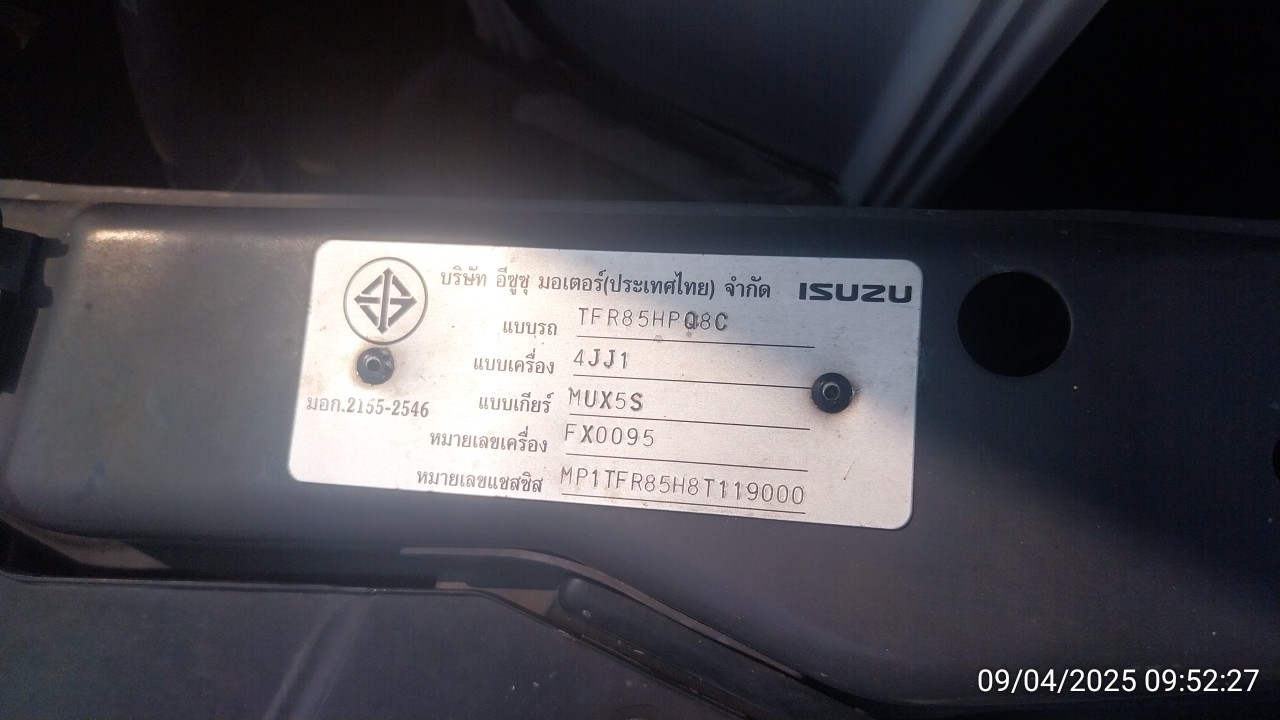 บริษัท อีซูซุ มอเตอร์(ประเทศไทย) จำกัด ISUZU
แบบรถ TFR85HPQ8C
แบบเครื่อง 4JJ1
มอก.2155-2546
แบบเกียร์ MUX5S
หมายเลขเครื่อง FX0095
หมายเลขแชสซิส MP1TFR85H8T119000
09/04/2025 09:52:27